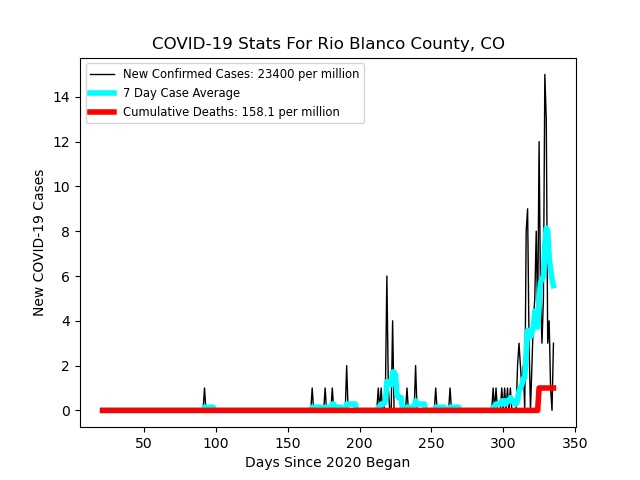 COVID-19 Stats For Rio Blanco County, CO
New Confirmed Cases: 23400 per million
7 Day Case Average
Cumulative Deaths: 158.1 per million
New COVID-19 Cases
14
12
10
8
6
4
2
0
50 100 150 200 250 300 350
Days Since 2020 Began